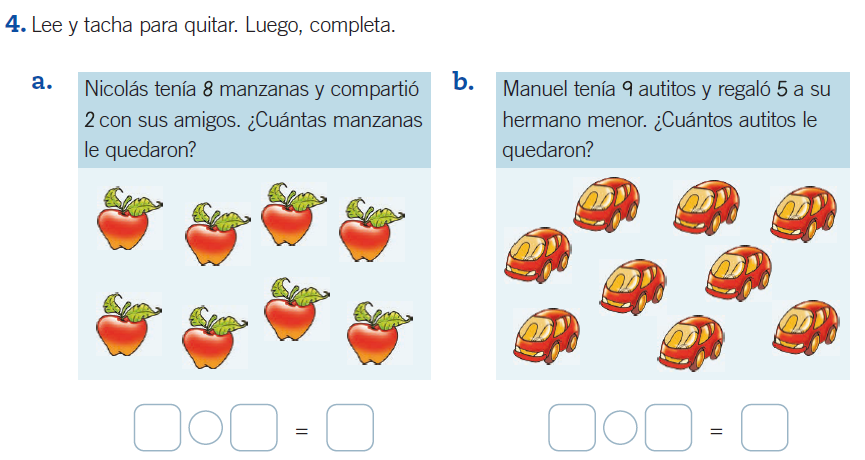 4. Lee y tacha para quitar. Luego, completa.
a.
Nicolás tenía 8 manzanas y compartió
2 con sus amigos. ¿Cuántas manzanas
le quedaron?
=
b.
Manuel tenía 9 autitos y regaló 5 a su
hermano menor. ¿Cuántos autitos le
quedaron?
=